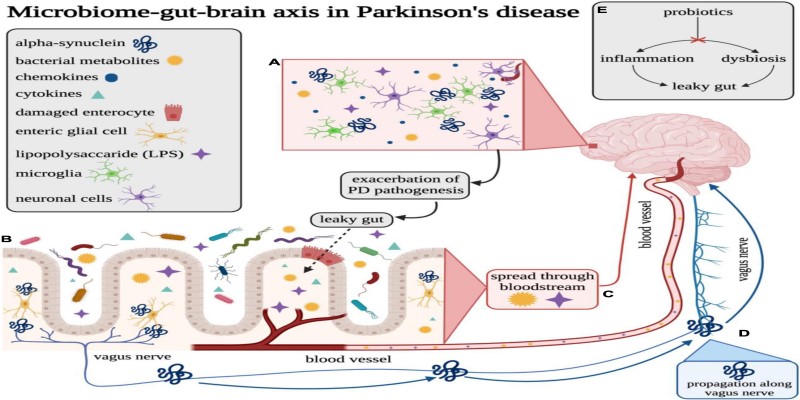 Microbiome-gut-brain axis in Parkinson's disease
alpha-synuclein
bacterial metabolites
chemokines
cytokines
damaged enterocyte
enteric glial cell
lipopolysaccaride (LPS)
microglia
neuronal cells
A
exacerbation of
PD pathogenesis
leaky gut
B
vagus nerve
blood vessel
spread through
bloodstream
C
blood vessel
vagus nerve
D
propagation along
vagus nerve
E
probiotics
inflammation
dysbiosis
leaky gut